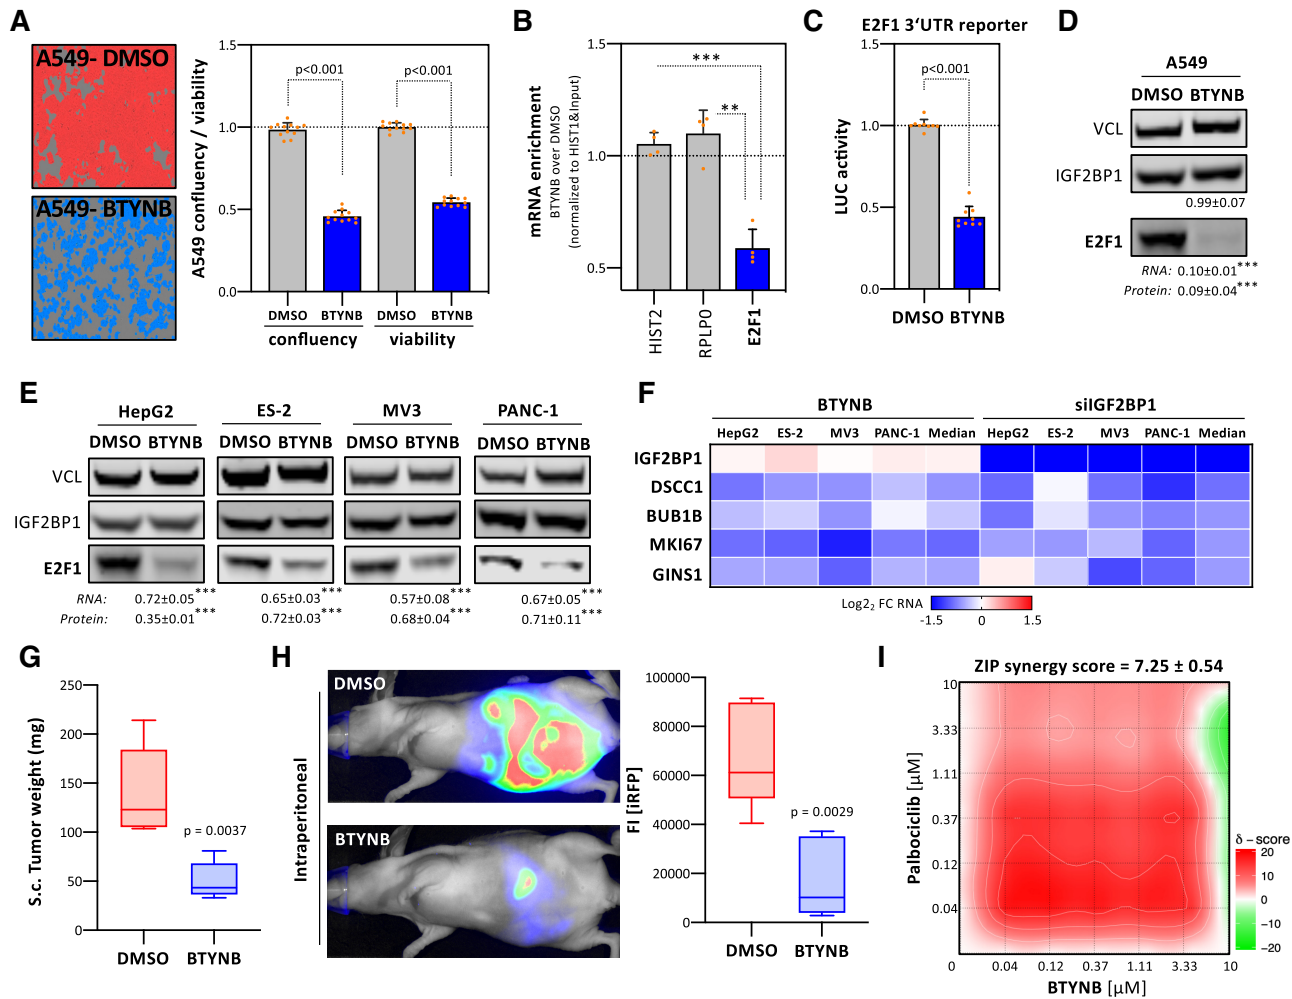 A
A549- DMSO
A549- BTYNB
A549 confluency / viability
1.5
1.0
0.5
0.0
p<0.001
p<0.001
DMSO BTYNB DMSO BTYNB
confluency viability
B
mRNA enrichment
BTYNB over DMSO
(normalized to HIST1&Input)
1.5
1.0
0.5
***
**
HIST2
RPLP0
E2F1
C
E2F1 3'UTR reporter
LUC activity
1.5
1.0
0.5
0.0
p<0.001
DMSO BTYNB
D
A549
DMSO BTYNB
VCL
IGF2BP1
0.99±0.07
E2F1
RNA: 0.10±0.01***
Protein: 0.09±0.04***
E
HepG2 ES-2 MV3 PANC-1
DMSO BTYNB DMSO BTYNB DMSO BTYNB DMSO BTYNB
VCL
IGF2BP1
E2F1
RNA: 0.72±0.05*** 0.65±0.03*** 0.57±0.08*** 0.67±0.05***
Protein: 0.35±0.01*** 0.72±0.03*** 0.68±0.04*** 0.71±0.11***
F
BTYNB siIGF2BP1
HepG2 ES-2 MV3 PANC-1 Median HepG2 ES-2 MV3 PANC-1 Median
IGF2BP1
DSCC1
BUB1B
MKI67
GINS1
Log2₂ FC RNA
-1.5 0 1.5
G
S.c. Tumor weight (mg)
250
200
150
100
50
0
p = 0.0037
DMSO BTYNB
H
Intraperitoneal
DMSO
BTYNB
FI [iRFP]
100000
80000
60000
40000
20000
0
p = 0.0029
DMSO BTYNB
I
ZIP synergy score = 7.25 ± 0.54
Palbociclib [µM]
10
3.33
1.11
0.37
0.12
0.04
0 0.04 0.12 0.37 1.11 3.33 10
BTYNB [µM]
δ – score
20
10
0
−10
−20